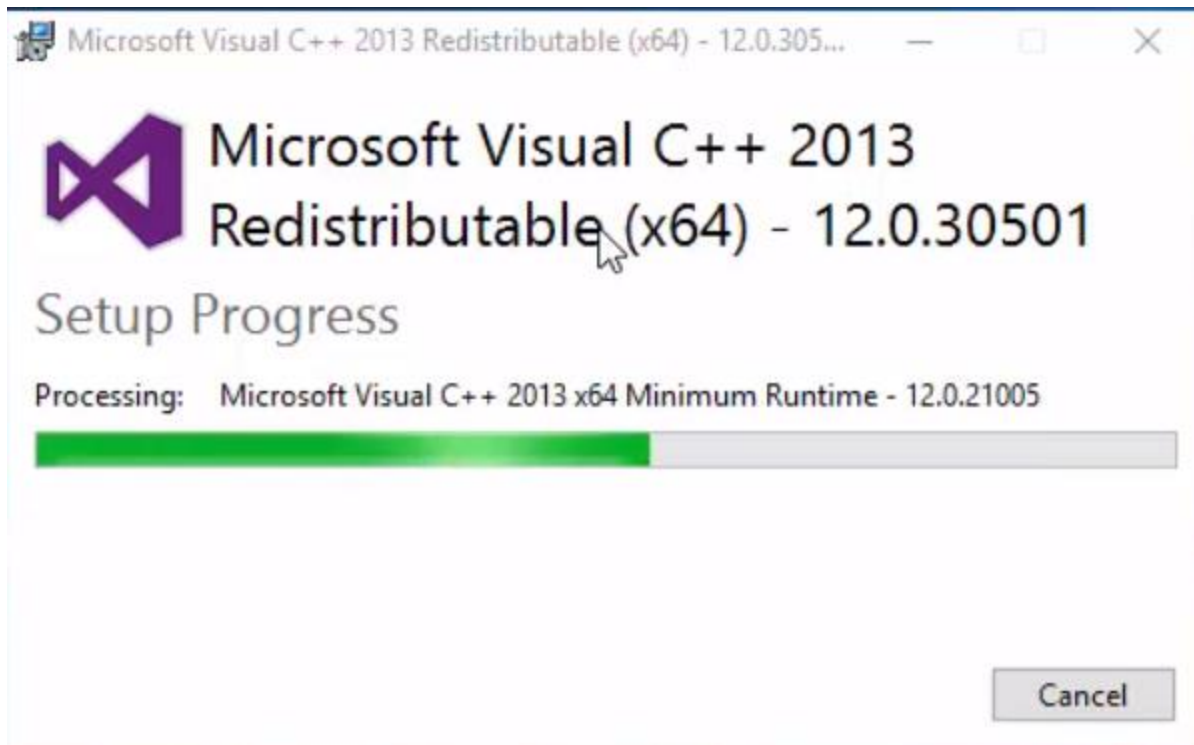 Microsoft Visual C++ 2013 Redistributable (x64) - 12.0.305...
Microsoft Visual C++ 2013
Redistributable (x64) - 12.0.30501
Setup Progress
Processing: Microsoft Visual C++ 2013 x64 Minimum Runtime - 12.0.21005
Cancel